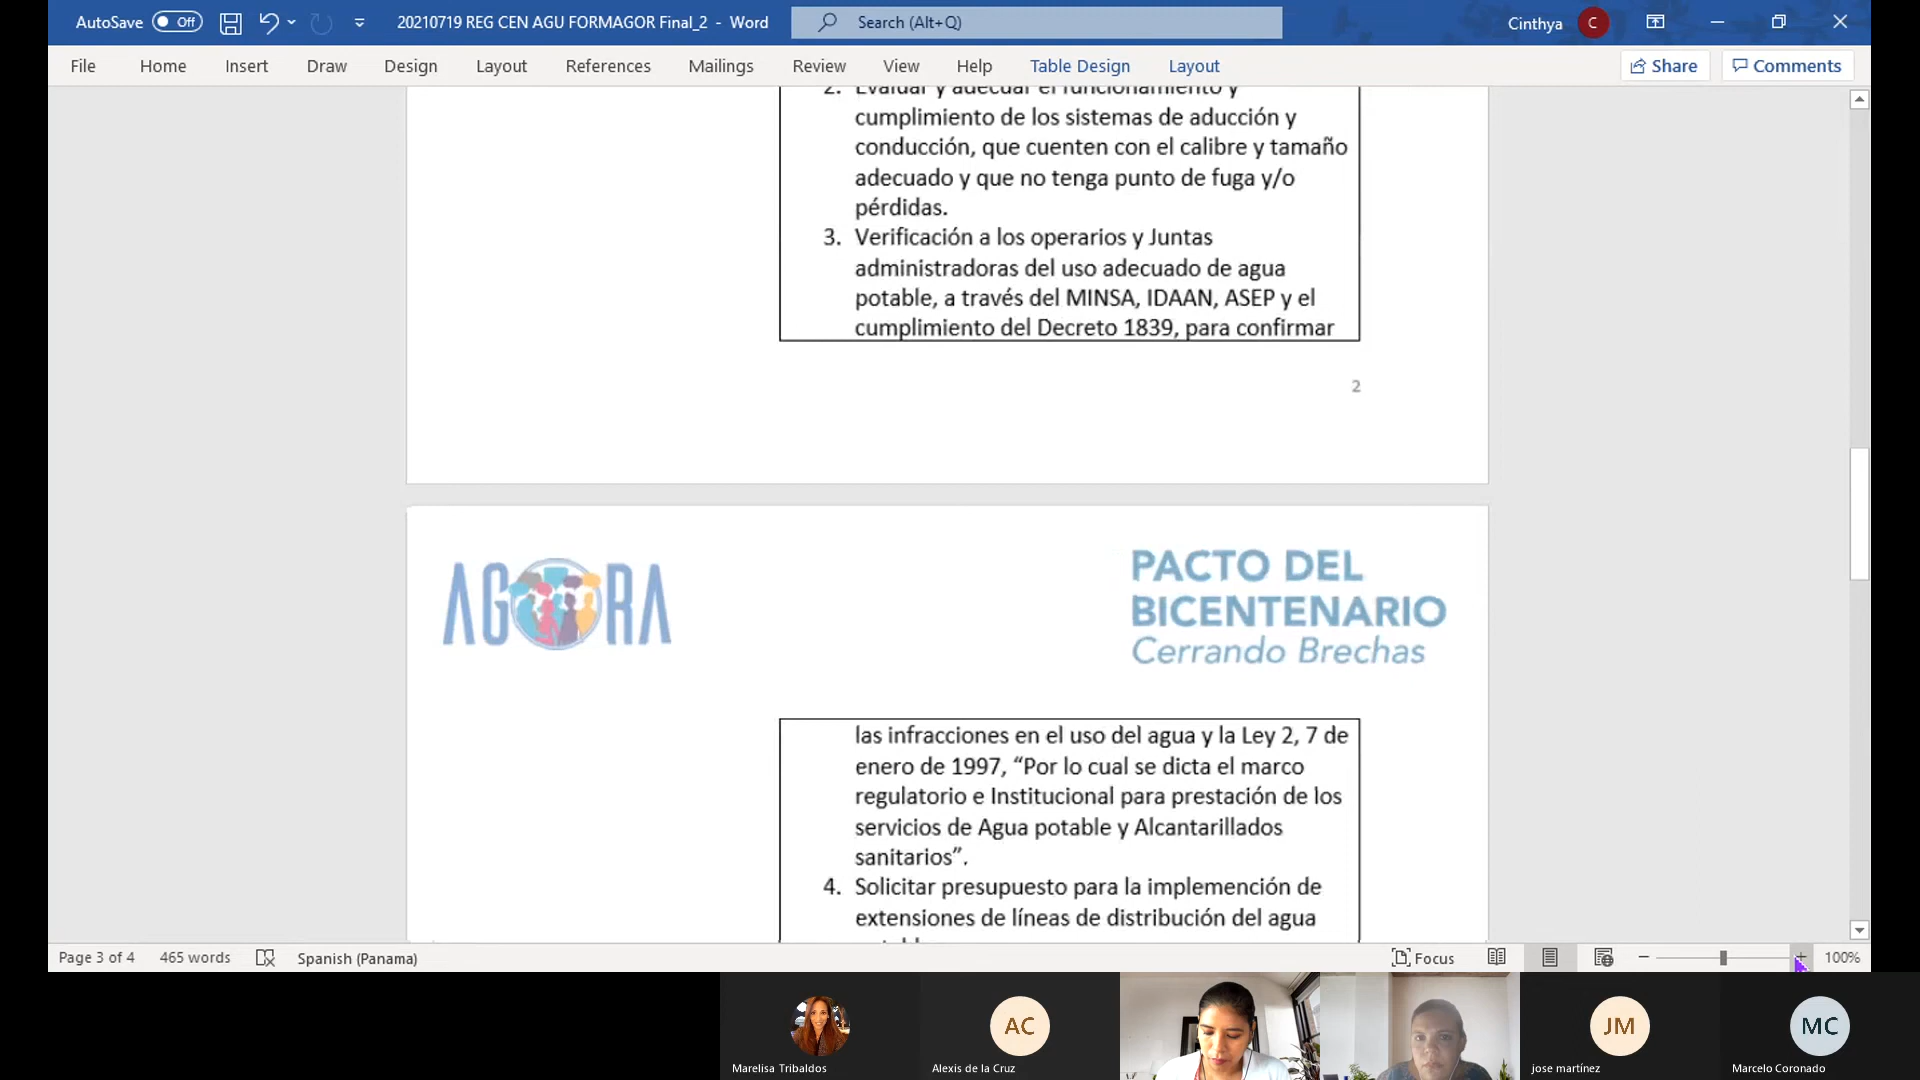 AutoSave Off 20210719 REG CEN AGU FORMAGOR Final_2 - Word Search (Alt+Q) Cinthya C
File Home Insert Draw Design Layout References Mailings Review View Help Table Design Layout Share Comments
2. Evaluar y adecuar el funcionamiento y
cumplimiento de los sistemas de aducción y
conducción, que cuenten con el calibre y tamaño
adecuado y que no tenga punto de fuga y/o
pérdidas.
3. Verificación a los operarios y Juntas
administradoras del uso adecuado de agua
potable, a través del MINSA, IDAAN, ASEP y el
cumplimiento del Decreto 1839, para confirmar
2
AGORA
PACTO DEL
BICENTENARIO
Cerrando Brechas
las infracciones en el uso del agua y la Ley 2, 7 de
enero de 1997, “Por lo cual se dicta el marco
regulatorio e Institucional para prestación de los
servicios de Agua potable y Alcantarillados
sanitarios”.
4. Solicitar presupuesto para la implemención de
extensiones de líneas de distribución del agua
Page 3 of 4 465 words Spanish (Panama) Focus 100%
AC JM MC
Marelisa Tribaldos Alexis de la Cruz jose martínez Marcelo Coronado